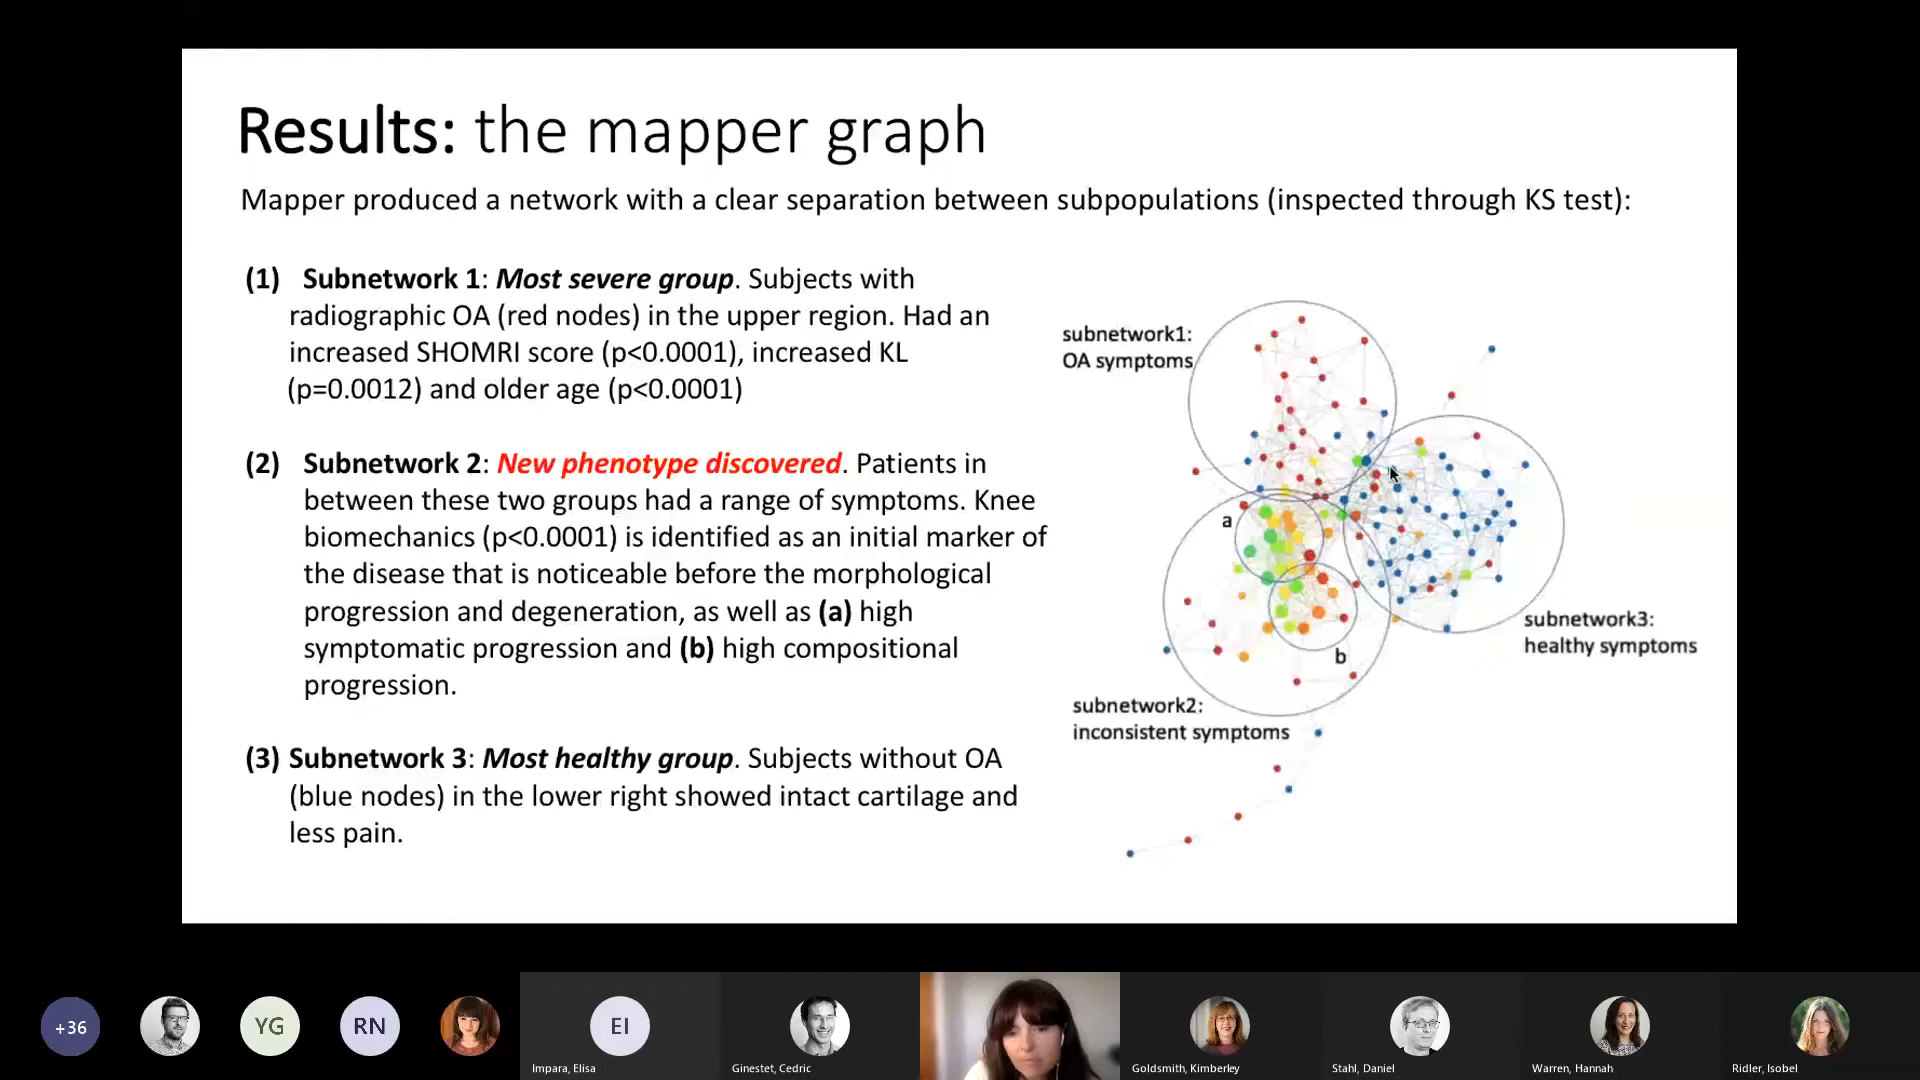 Results: the mapper graph
Mapper produced a network with a clear separation between subpopulations (inspected through KS test):
(1) Subnetwork 1: Most severe group. Subjects with
radiographic OA (red nodes) in the upper region. Had an
increased SHOMRI score (p<0.0001), increased KL
(p=0.0012) and older age (p<0.0001)
(2) Subnetwork 2: New phenotype discovered. Patients in
between these two groups had a range of symptoms. Knee
biomechanics (p<0.0001) is identified as an initial marker of
the disease that is noticeable before the morphological
progression and degeneration, as well as (a) high
symptomatic progression and (b) high compositional
progression.
(3) Subnetwork 3: Most healthy group. Subjects without OA
(blue nodes) in the lower right showed intact cartilage and
less pain.
subnetwork1:
OA symptoms
a
b
subnetwork3:
healthy symptoms
subnetwork2:
inconsistent symptoms
+36
YG
RN
EI
Impara, Elisa
Ginestet, Cedric
Goldsmith, Kimberley
Stahl, Daniel
Warren, Hannah
Ridler, Isobel